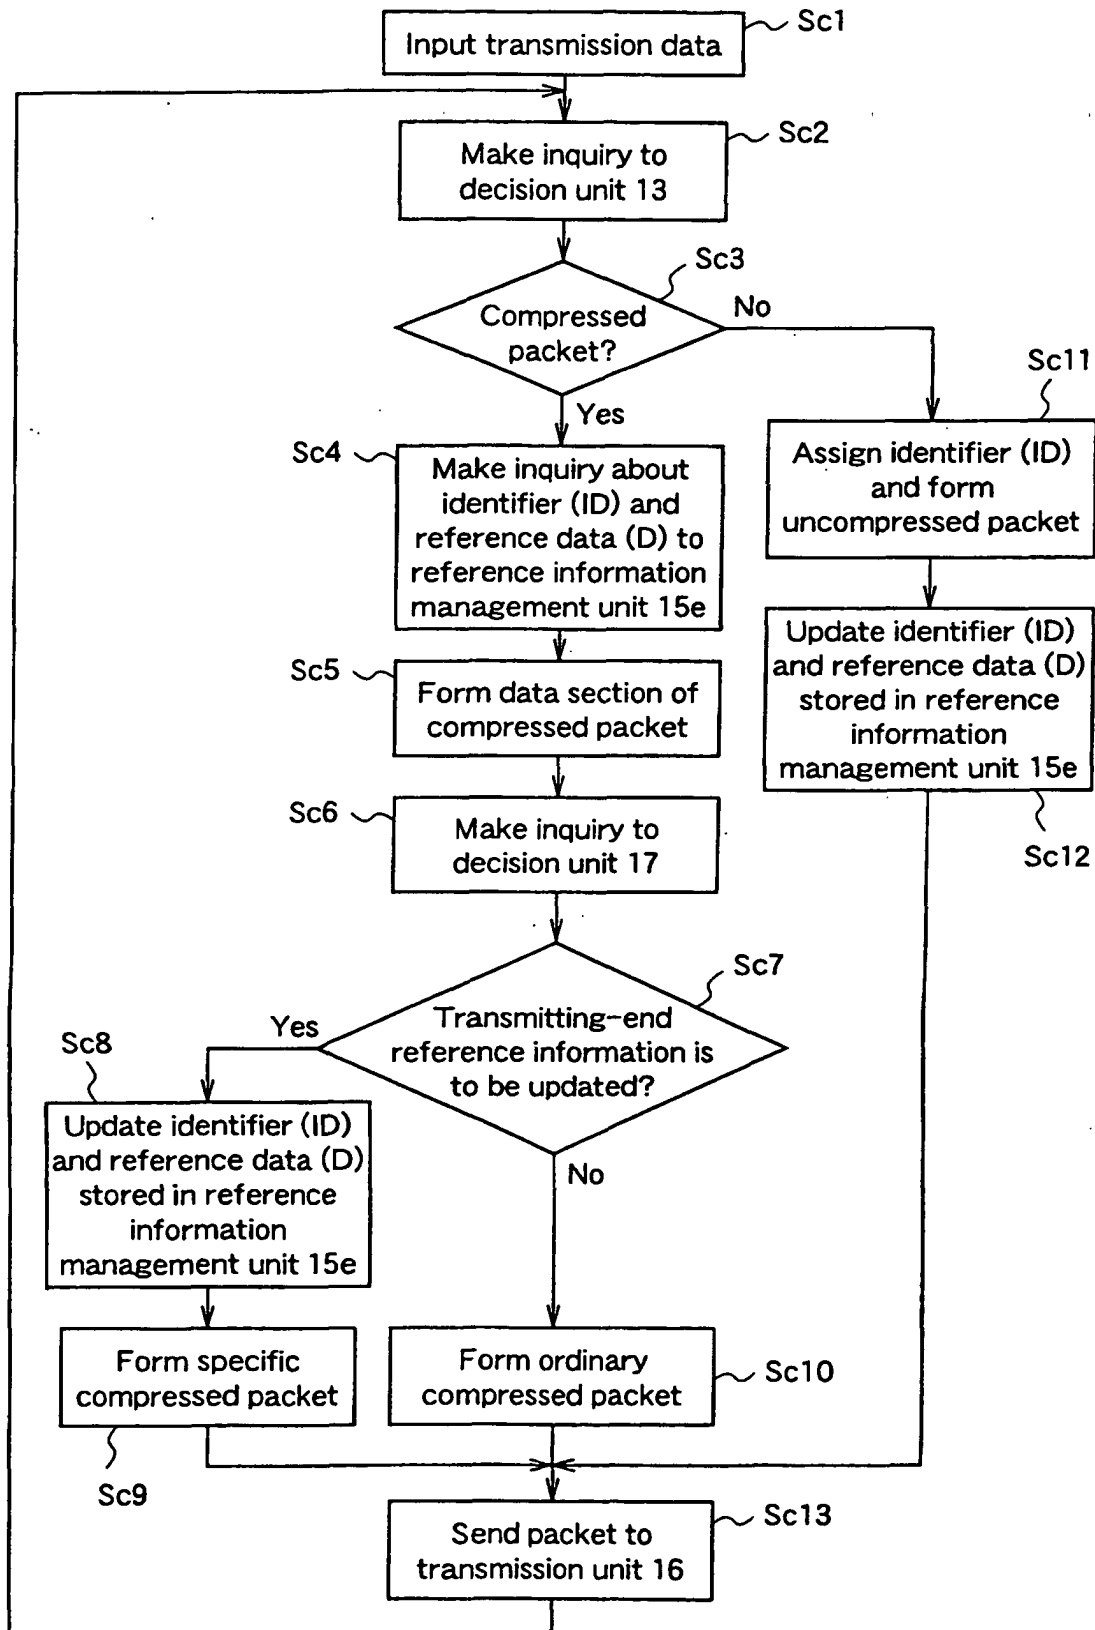 Sc1
Input transmission data
Sc2
Make inquiry to
decision unit 13
Sc3
Compressed
packet?
No
Yes
Sc4
Make inquiry about
identifier (ID) and
reference data (D) to
reference information
management unit 15e
Sc11
Assign identifier (ID)
and form
uncompressed packet
Sc5
Form data section of
compressed packet
Update identifier (ID)
and reference data (D)
stored in reference
information
management unit 15e
Sc12
Sc6
Make inquiry to
decision unit 17
Sc7
Transmitting-end
reference information is
to be updated?
Yes
No
Sc8
Update identifier (ID)
and reference data (D)
stored in reference
information
management unit 15e
Form specific
compressed packet
Sc9
Form ordinary
compressed packet
Sc10
Sc13
Send packet to
transmission unit 16